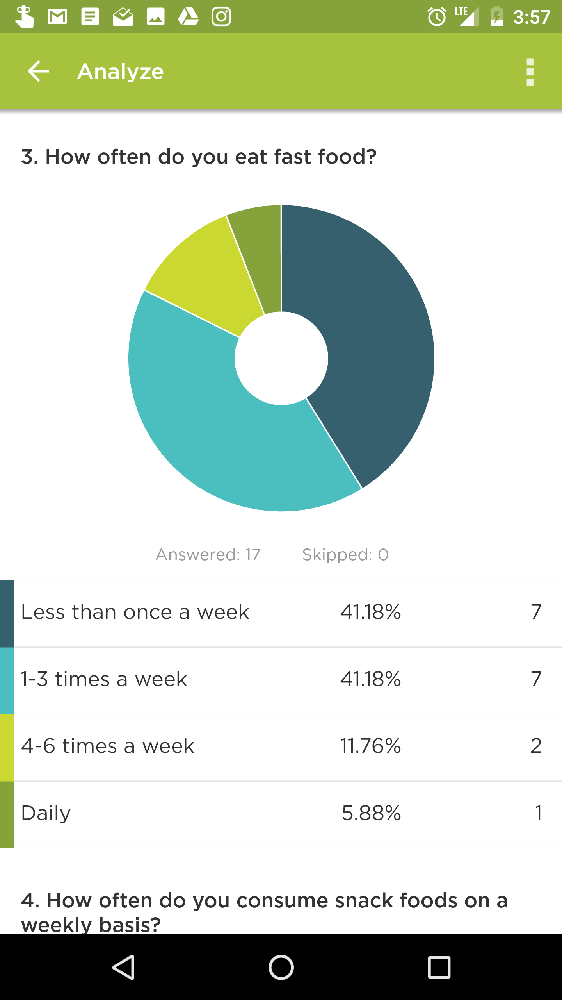 LTE 3:57
Analyze
3. How often do you eat fast food?
Answered: 17 Skipped: 0
Less than once a week 41.18% 7
1-3 times a week 41.18% 7
4-6 times a week 11.76% 2
Daily 5.88% 1
4. How often do you consume snack foods on a
weekly basis?